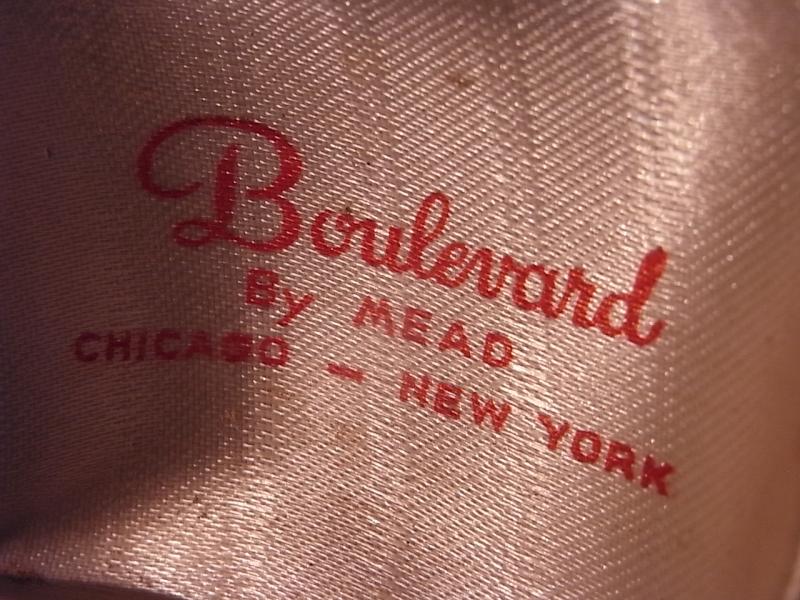 Boulevard
By MEAD
CHICAGO - NEW YORK